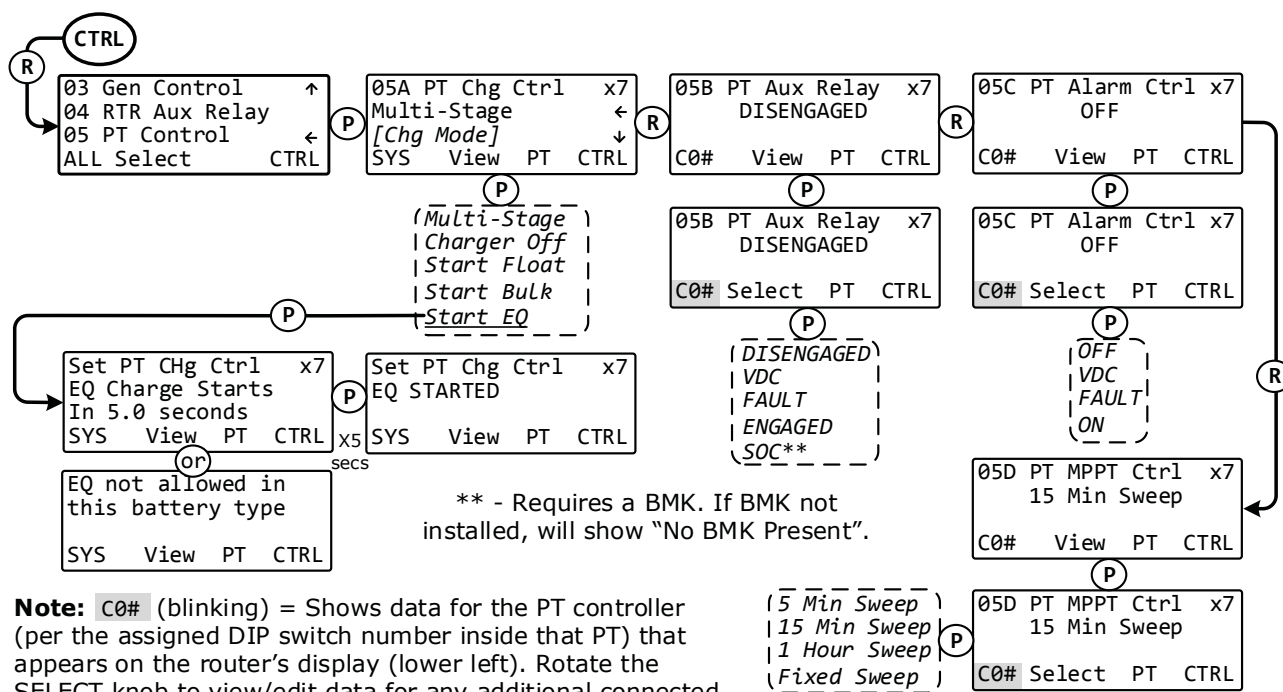 CTRL
R
03 Gen Control ↑
04 RTR Aux Relay
05 PT Control ←
ALL Select CTRL
P
05A PT Chg Ctrl x7
Multi-Stage ←
[Chg Mode] ↓
SYS View PT CTRL
R
05B PT Aux Relay x7
DISENGAGED
C0# View PT CTRL
R
05C PT Alarm Ctrl x7
OFF
C0# View PT CTRL
P
Multi-Stage
Charger Off
Start Float
Start Bulk
Start EQ
P
05B PT Aux Relay x7
DISENGAGED
C0# Select PT CTRL
P
DISENGAGED
VDC
FAULT
ENGAGED
SOC**
P
05C PT Alarm Ctrl x7
OFF
C0# Select PT CTRL
P
OFF
VDC
FAULT
ON
R
P
Set PT CHg Ctrl x7
EQ Charge Starts
In 5.0 seconds
SYS View PT CTRL
P
X5
secs
Set PT Chg Ctrl x7
EQ STARTED
SYS View PT CTRL
or
EQ not allowed in
this battery type
SYS View PT CTRL
** - Requires a BMK. If BMK not
installed, will show “No BMK Present”.
05D PT MPPT Ctrl x7
15 Min Sweep
C0# View PT CTRL
P
05D PT MPPT Ctrl x7
15 Min Sweep
C0# Select PT CTRL
P
5 Min Sweep
15 Min Sweep
1 Hour Sweep
Fixed Sweep
Note: C0# (blinking) = Shows data for the PT controller
(per the assigned DIP switch number inside that PT) that
appears on the router’s display (lower left). Rotate the
SELECT knob to view/edit data for any additional connected